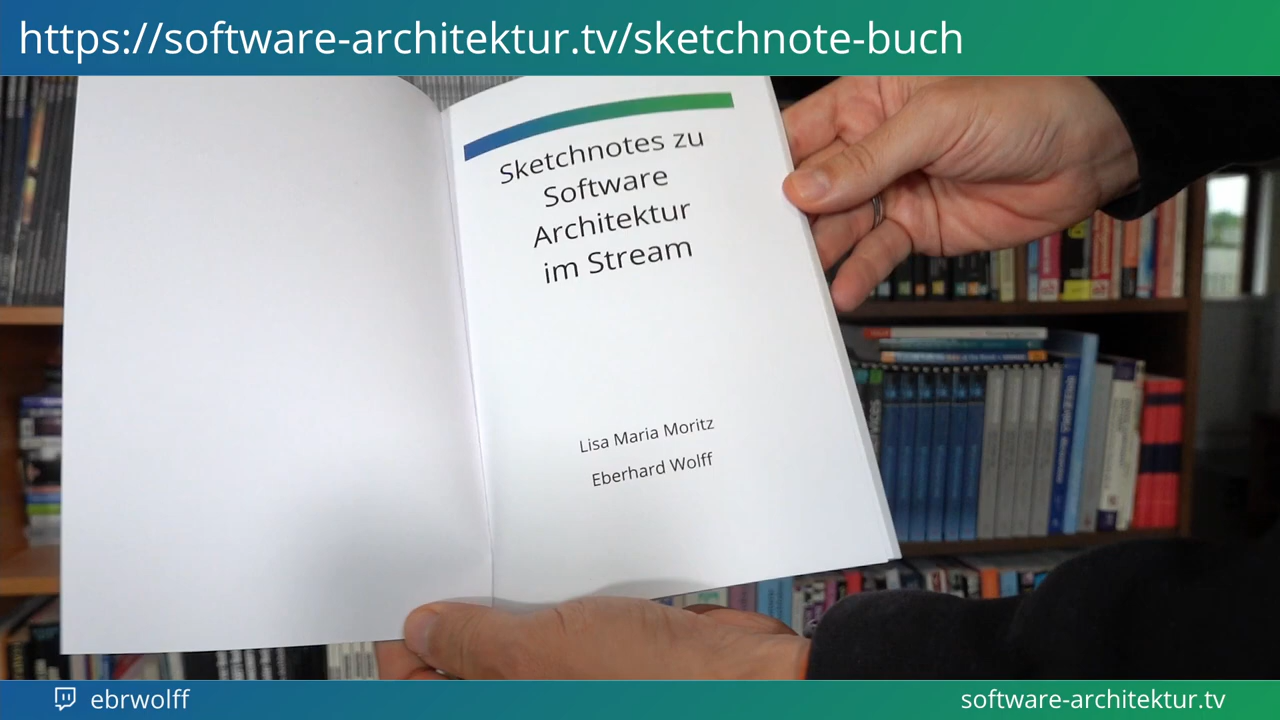 https://software-architektur.tv/sketchnote-buch
Sketchnotes zu
Software
Architektur
im Stream
Lisa Maria Moritz
Eberhard Wolff
ebrwolff
software-architektur.tv